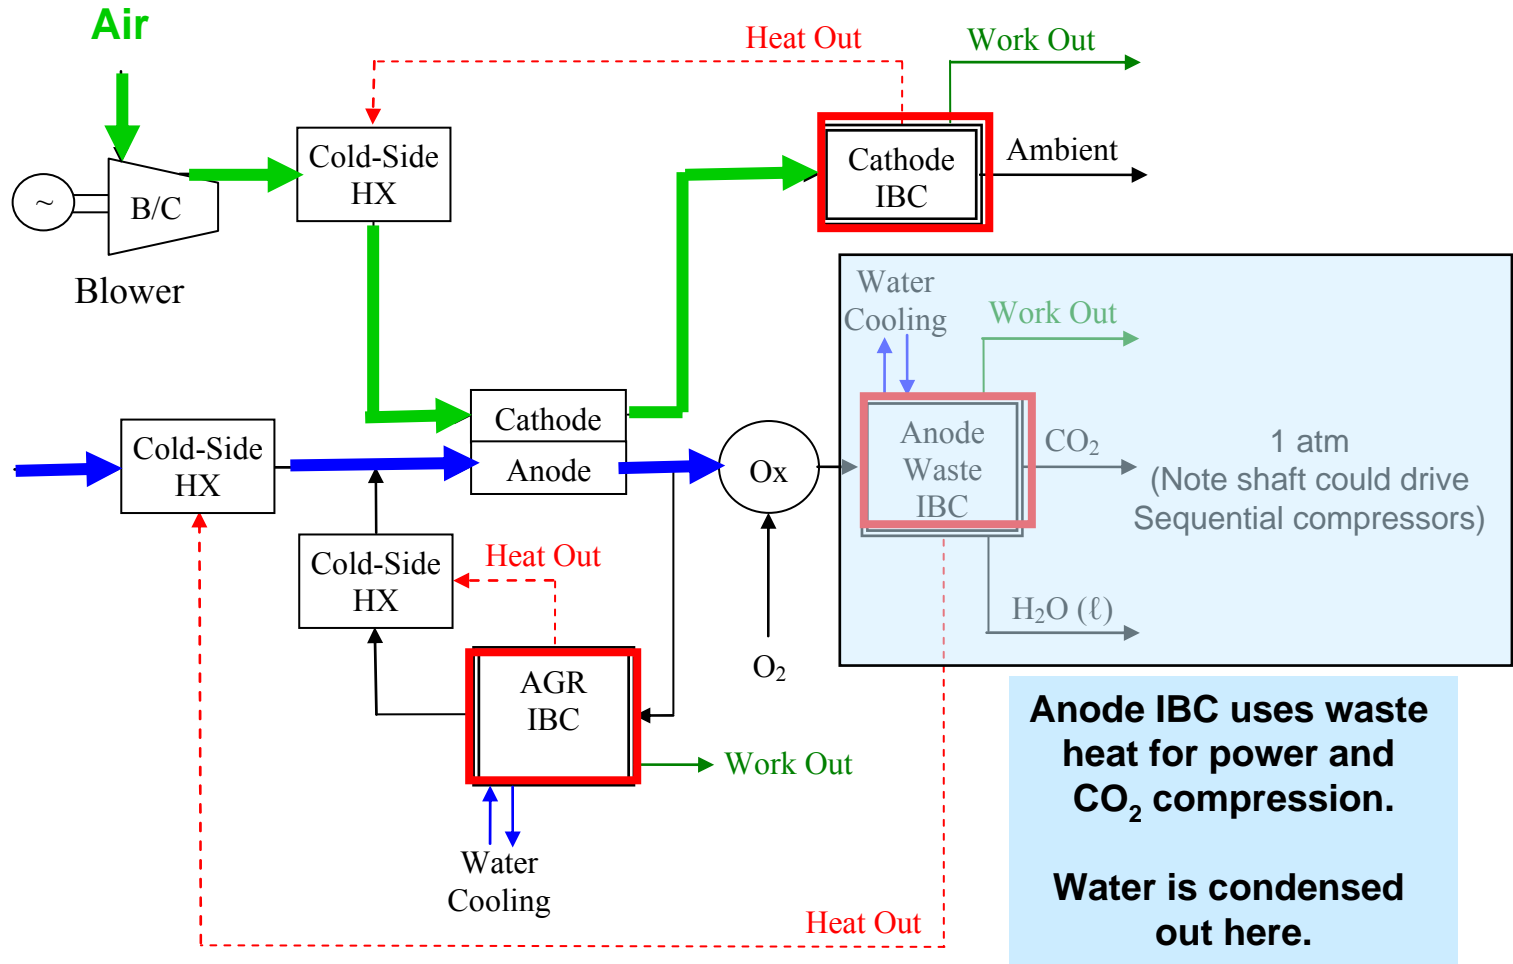 Air
Heat Out
Work Out
Cold-Side
HX
Cathode
IBC
Ambient
~
B/C
Blower
Water
Cooling
Work Out
Cathode
Anode
Cold-Side
HX
Ox
Anode
Waste
IBC
CO₂
1 atm
(Note shaft could drive
Sequential compressors)
Cold-Side
HX
Heat Out
H₂O (ℓ)
O₂
AGR
IBC
Work Out
Water
Cooling
Heat Out
Anode IBC uses waste
heat for power and
CO₂ compression.
Water is condensed
out here.